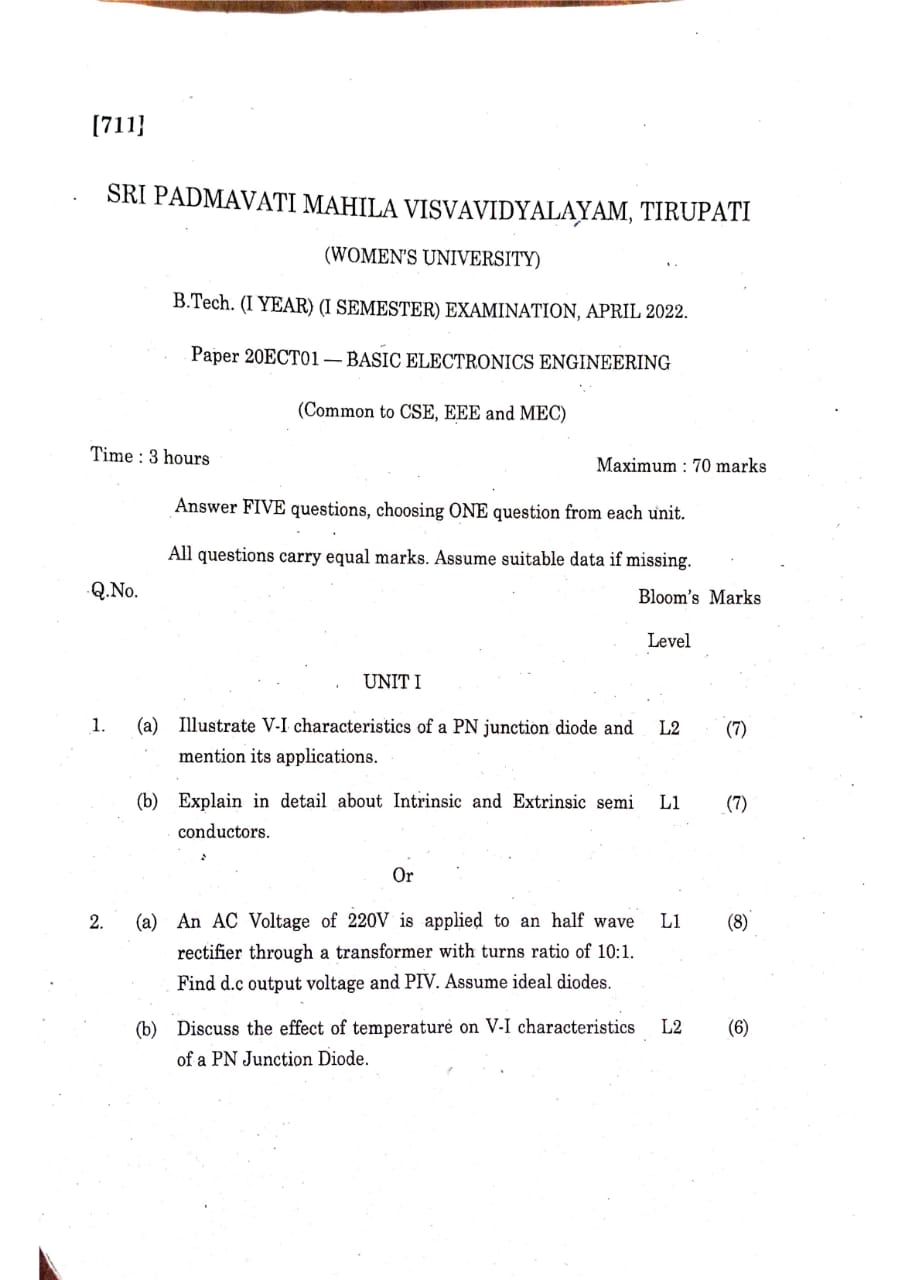 [711]
SRI PADMAVATI MAHILA VISVAVIDYALAYAM, TIRUPATI
(WOMEN'S UNIVERSITY)
B.Tech. (I YEAR) (I SEMESTER) EXAMINATION, APRIL 2022.
Paper 20ECT01 — BASIC ELECTRONICS ENGINEERING
(Common to CSE, EEE and MEC)
Time : 3 hours Maximum : 70 marks
Answer FIVE questions, choosing ONE question from each unit.
All questions carry equal marks. Assume suitable data if missing.
Q.No. Bloom's Marks
Level
UNIT I
1. (a) Illustrate V-I characteristics of a PN junction diode and L2 (7)
mention its applications.
(b) Explain in detail about Intrinsic and Extrinsic semi L1 (7)
conductors.
Or
2. (a) An AC Voltage of 220V is applied to an half wave L1 (8)
rectifier through a transformer with turns ratio of 10:1.
Find d.c output voltage and PIV. Assume ideal diodes.
(b) Discuss the effect of temperature on V-I characteristics L2 (6)
of a PN Junction Diode.